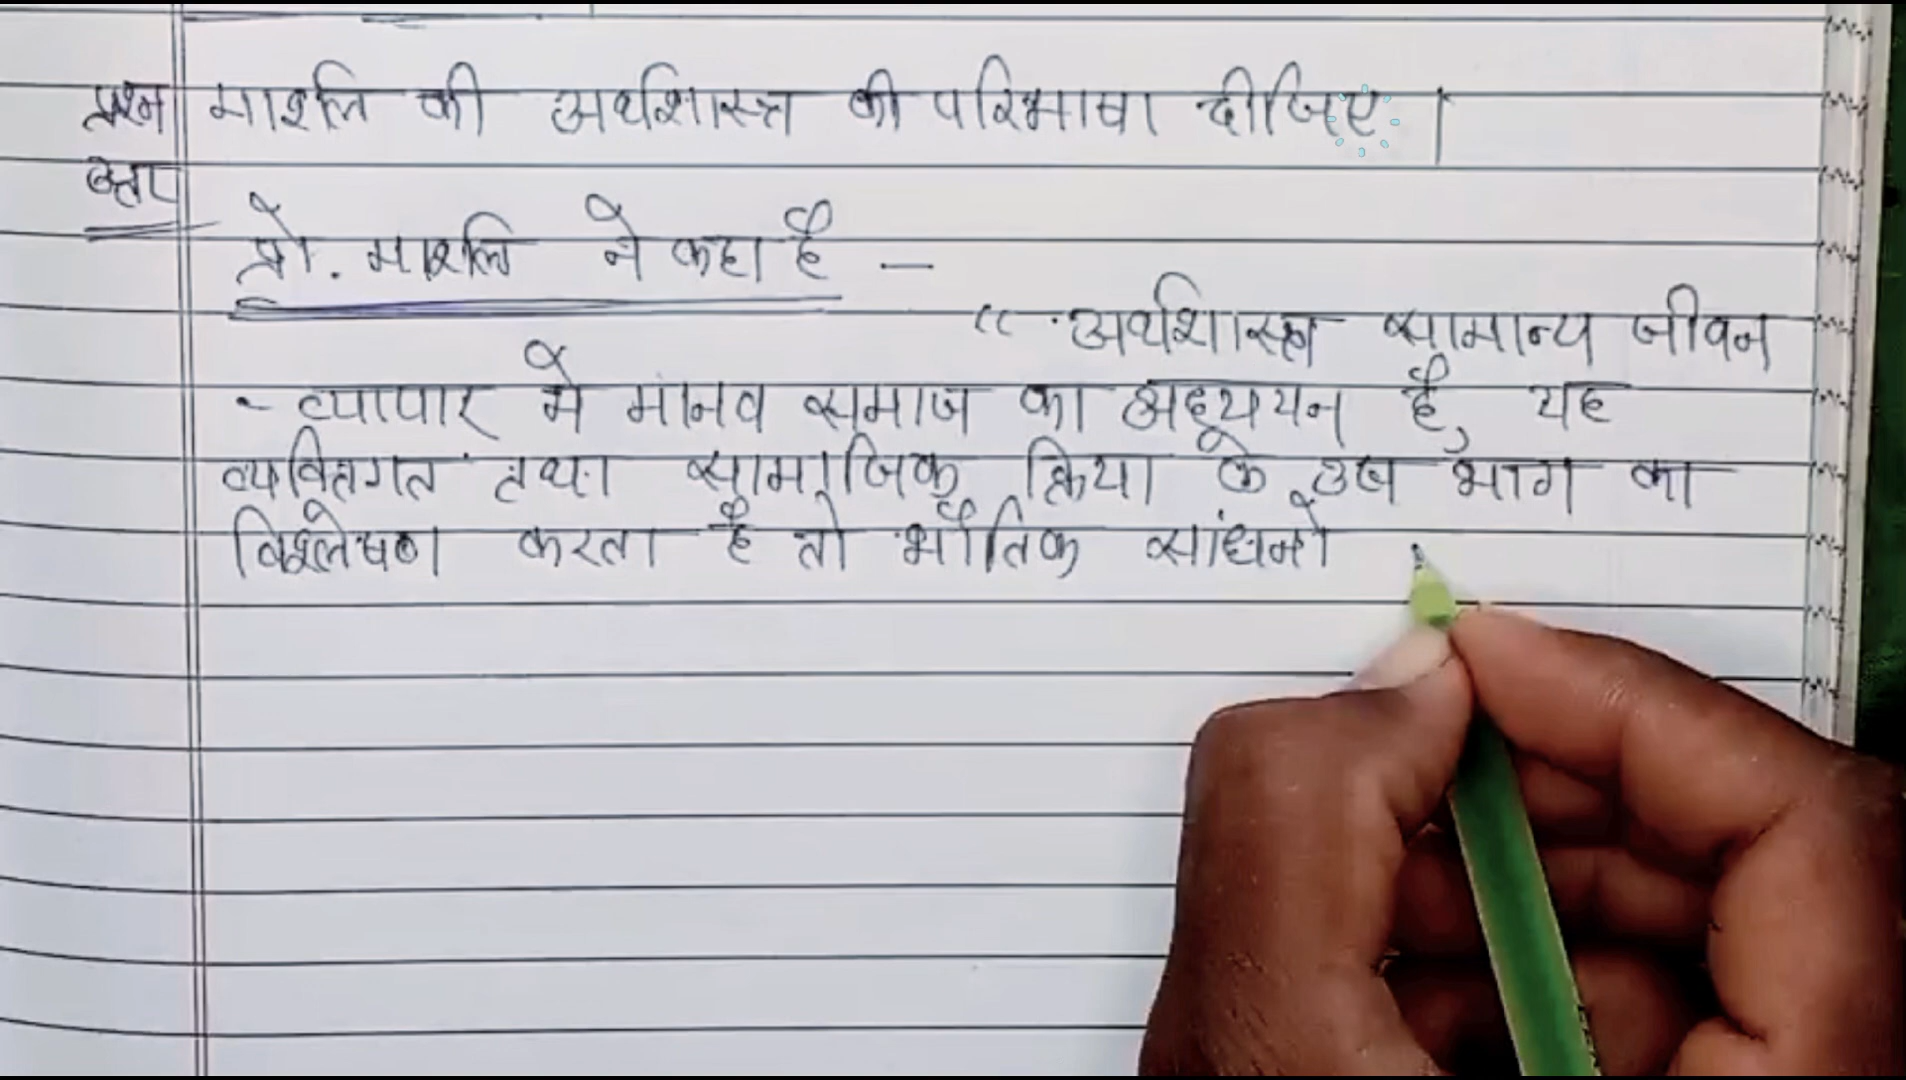 प्रश्न मार्शल की अर्थशास्त्र की परिभाषा दीजिए ।
उत्तर
प्रो. मार्शल ने कहा है –
" अर्थशास्त्र सामान्य जीवन
- व्यापार मे मानव समाज का अध्ययन है, यह
व्यक्तिगत तथा सामाजिक क्रिया के उस भाग का
विश्लेषण करता है तो भौतिक सांधनो